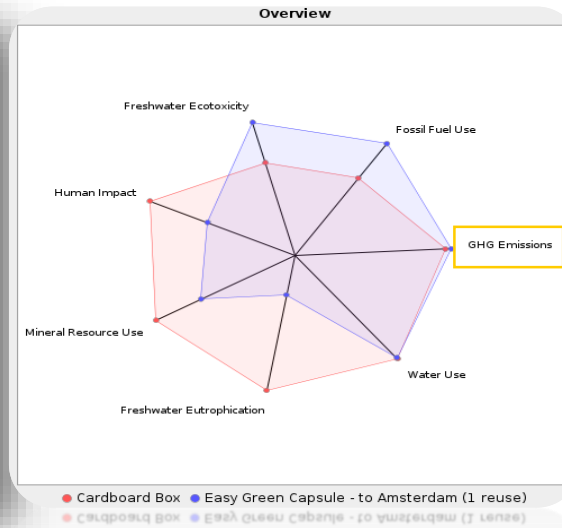 Overview
Freshwater Ecotoxicity
Fossil Fuel Use
Human Impact
GHG Emissions
Mineral Resource Use
Water Use
Freshwater Eutrophication
Cardboard Box Easy Green Capsule - to Amsterdam (1 reuse)